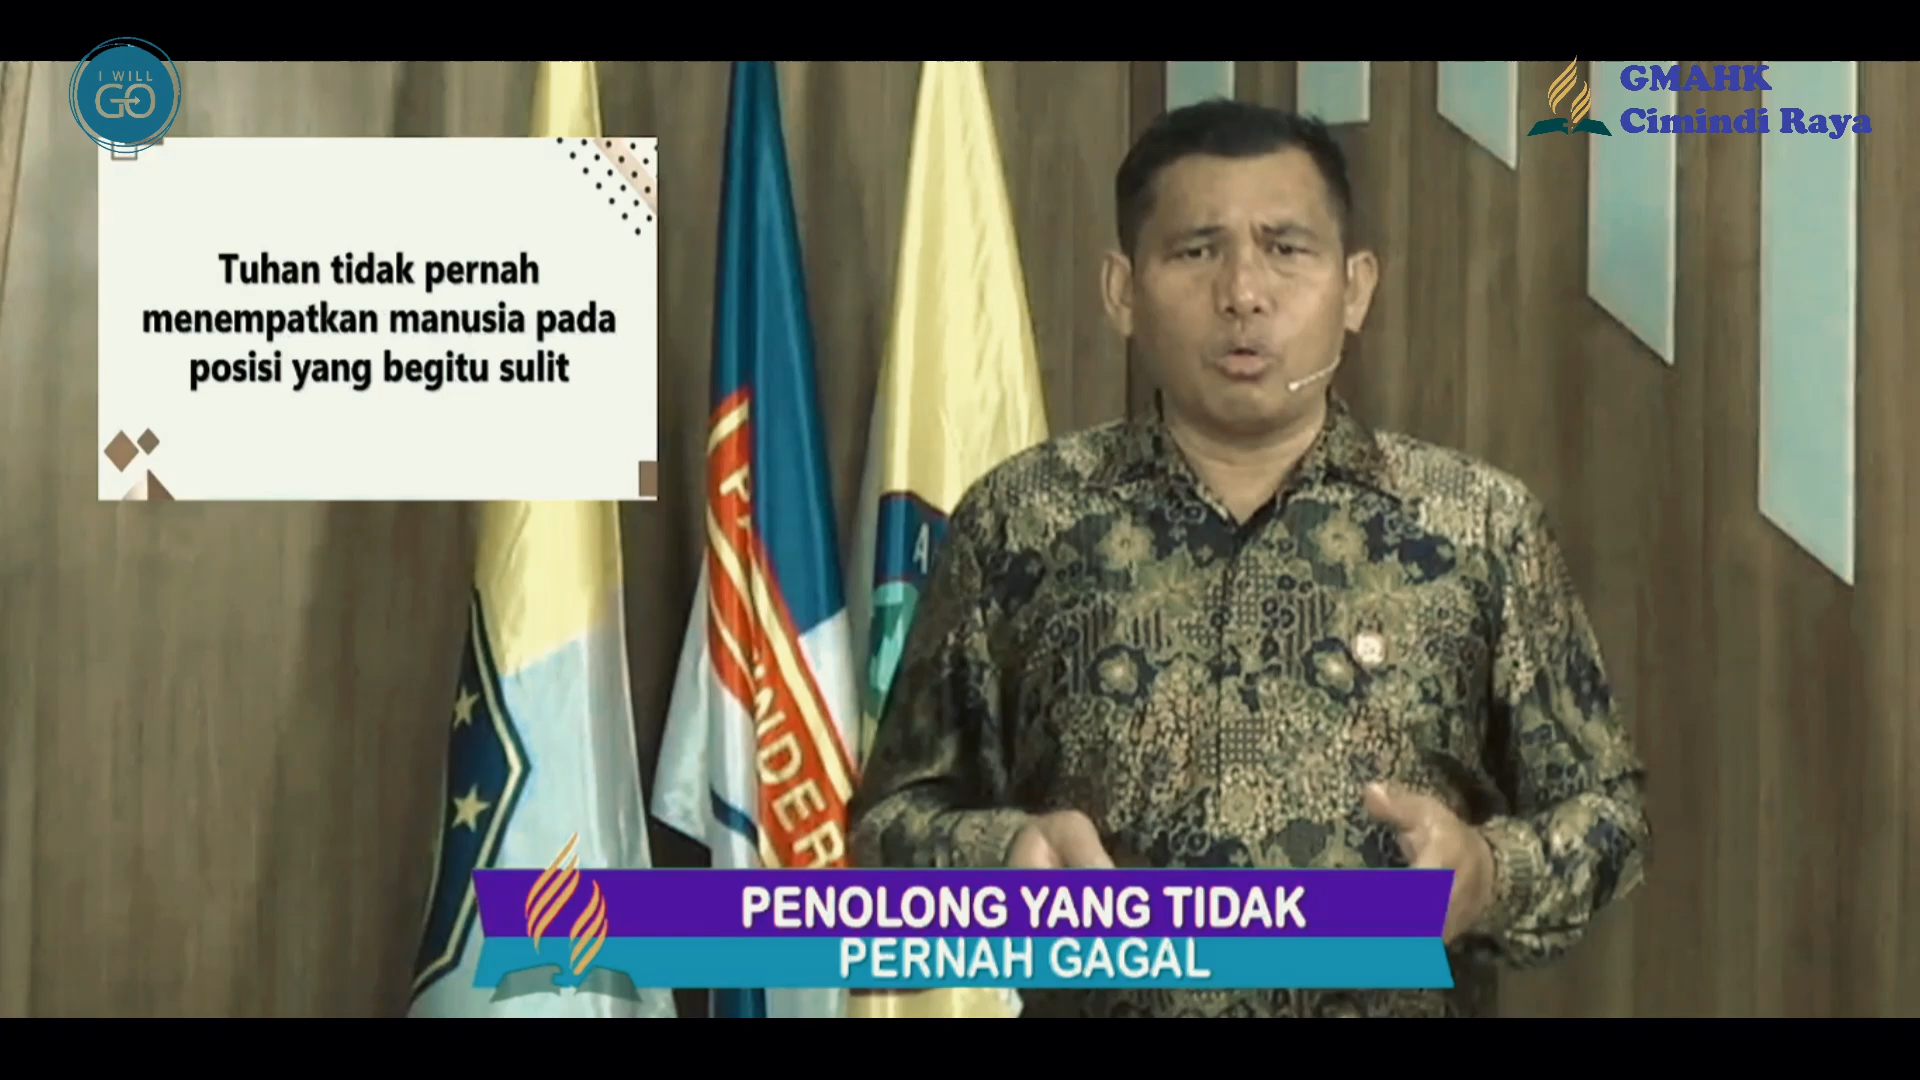 I WILL
GO
GMAHK
Cimindi Raya
Tuhan tidak pernah
menempatkan manusia pada
posisi yang begitu sulit
A
INDER
PENOLONG YANG TIDAK
PERNAH GAGAL